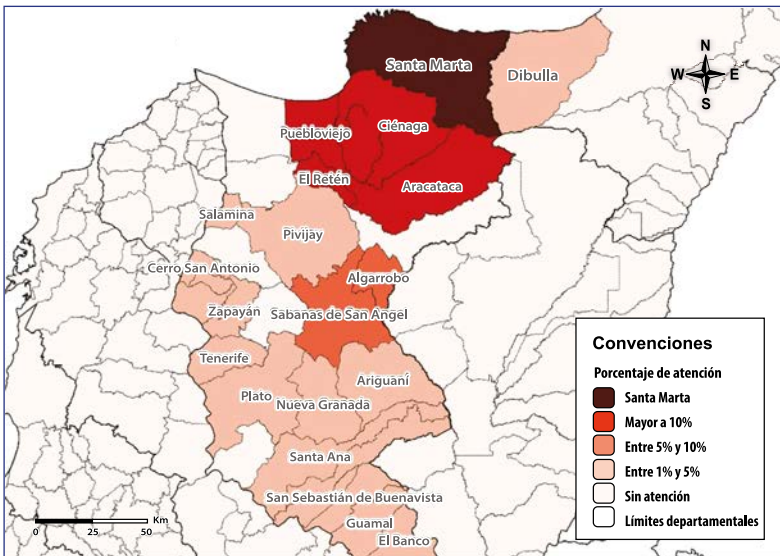 Santa Marta
Dibulla
N
W E
S
Ciénaga
Puebloviejo
El Retén
Aracataca
Salamina
Pivijay
Cerro San Antonio
Algarrobo
Zapayán
Sabanas de San Angel
Tenerife
Ariguaní
Plato
Nueva Granada
Santa Ana
San Sebastián de Buenavista
Guamal
El Banco
Convenciones
Porcentaje de atención
Santa Marta
Mayor a 10%
Entre 5% y 10%
Entre 1% y 5%
Sin atención
Límites departamentales
Km
0 25 50